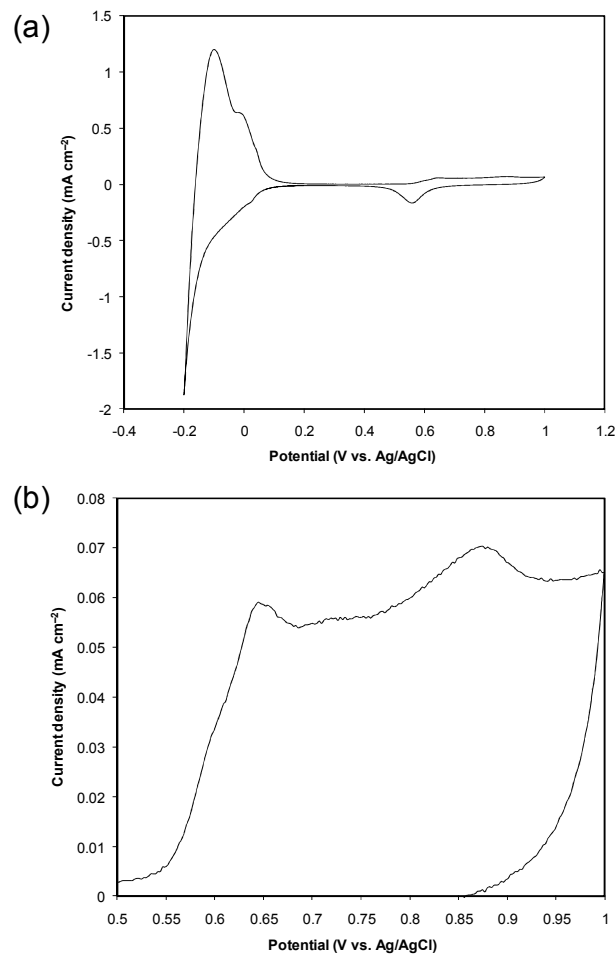 (a)
1.5
1
0.5
0
-0.5
-1
-1.5
-2
-0.4 -0.2 0 0.2 0.4 0.6 0.8 1 1.2
Current density (mA cm⁻²)
Potential (V vs. Ag/AgCl)
(b)
0.08
0.07
0.06
0.05
0.04
0.03
0.02
0.01
0
0.5 0.55 0.6 0.65 0.7 0.75 0.8 0.85 0.9 0.95 1
Current density (mA cm⁻²)
Potential (V vs. Ag/AgCl)